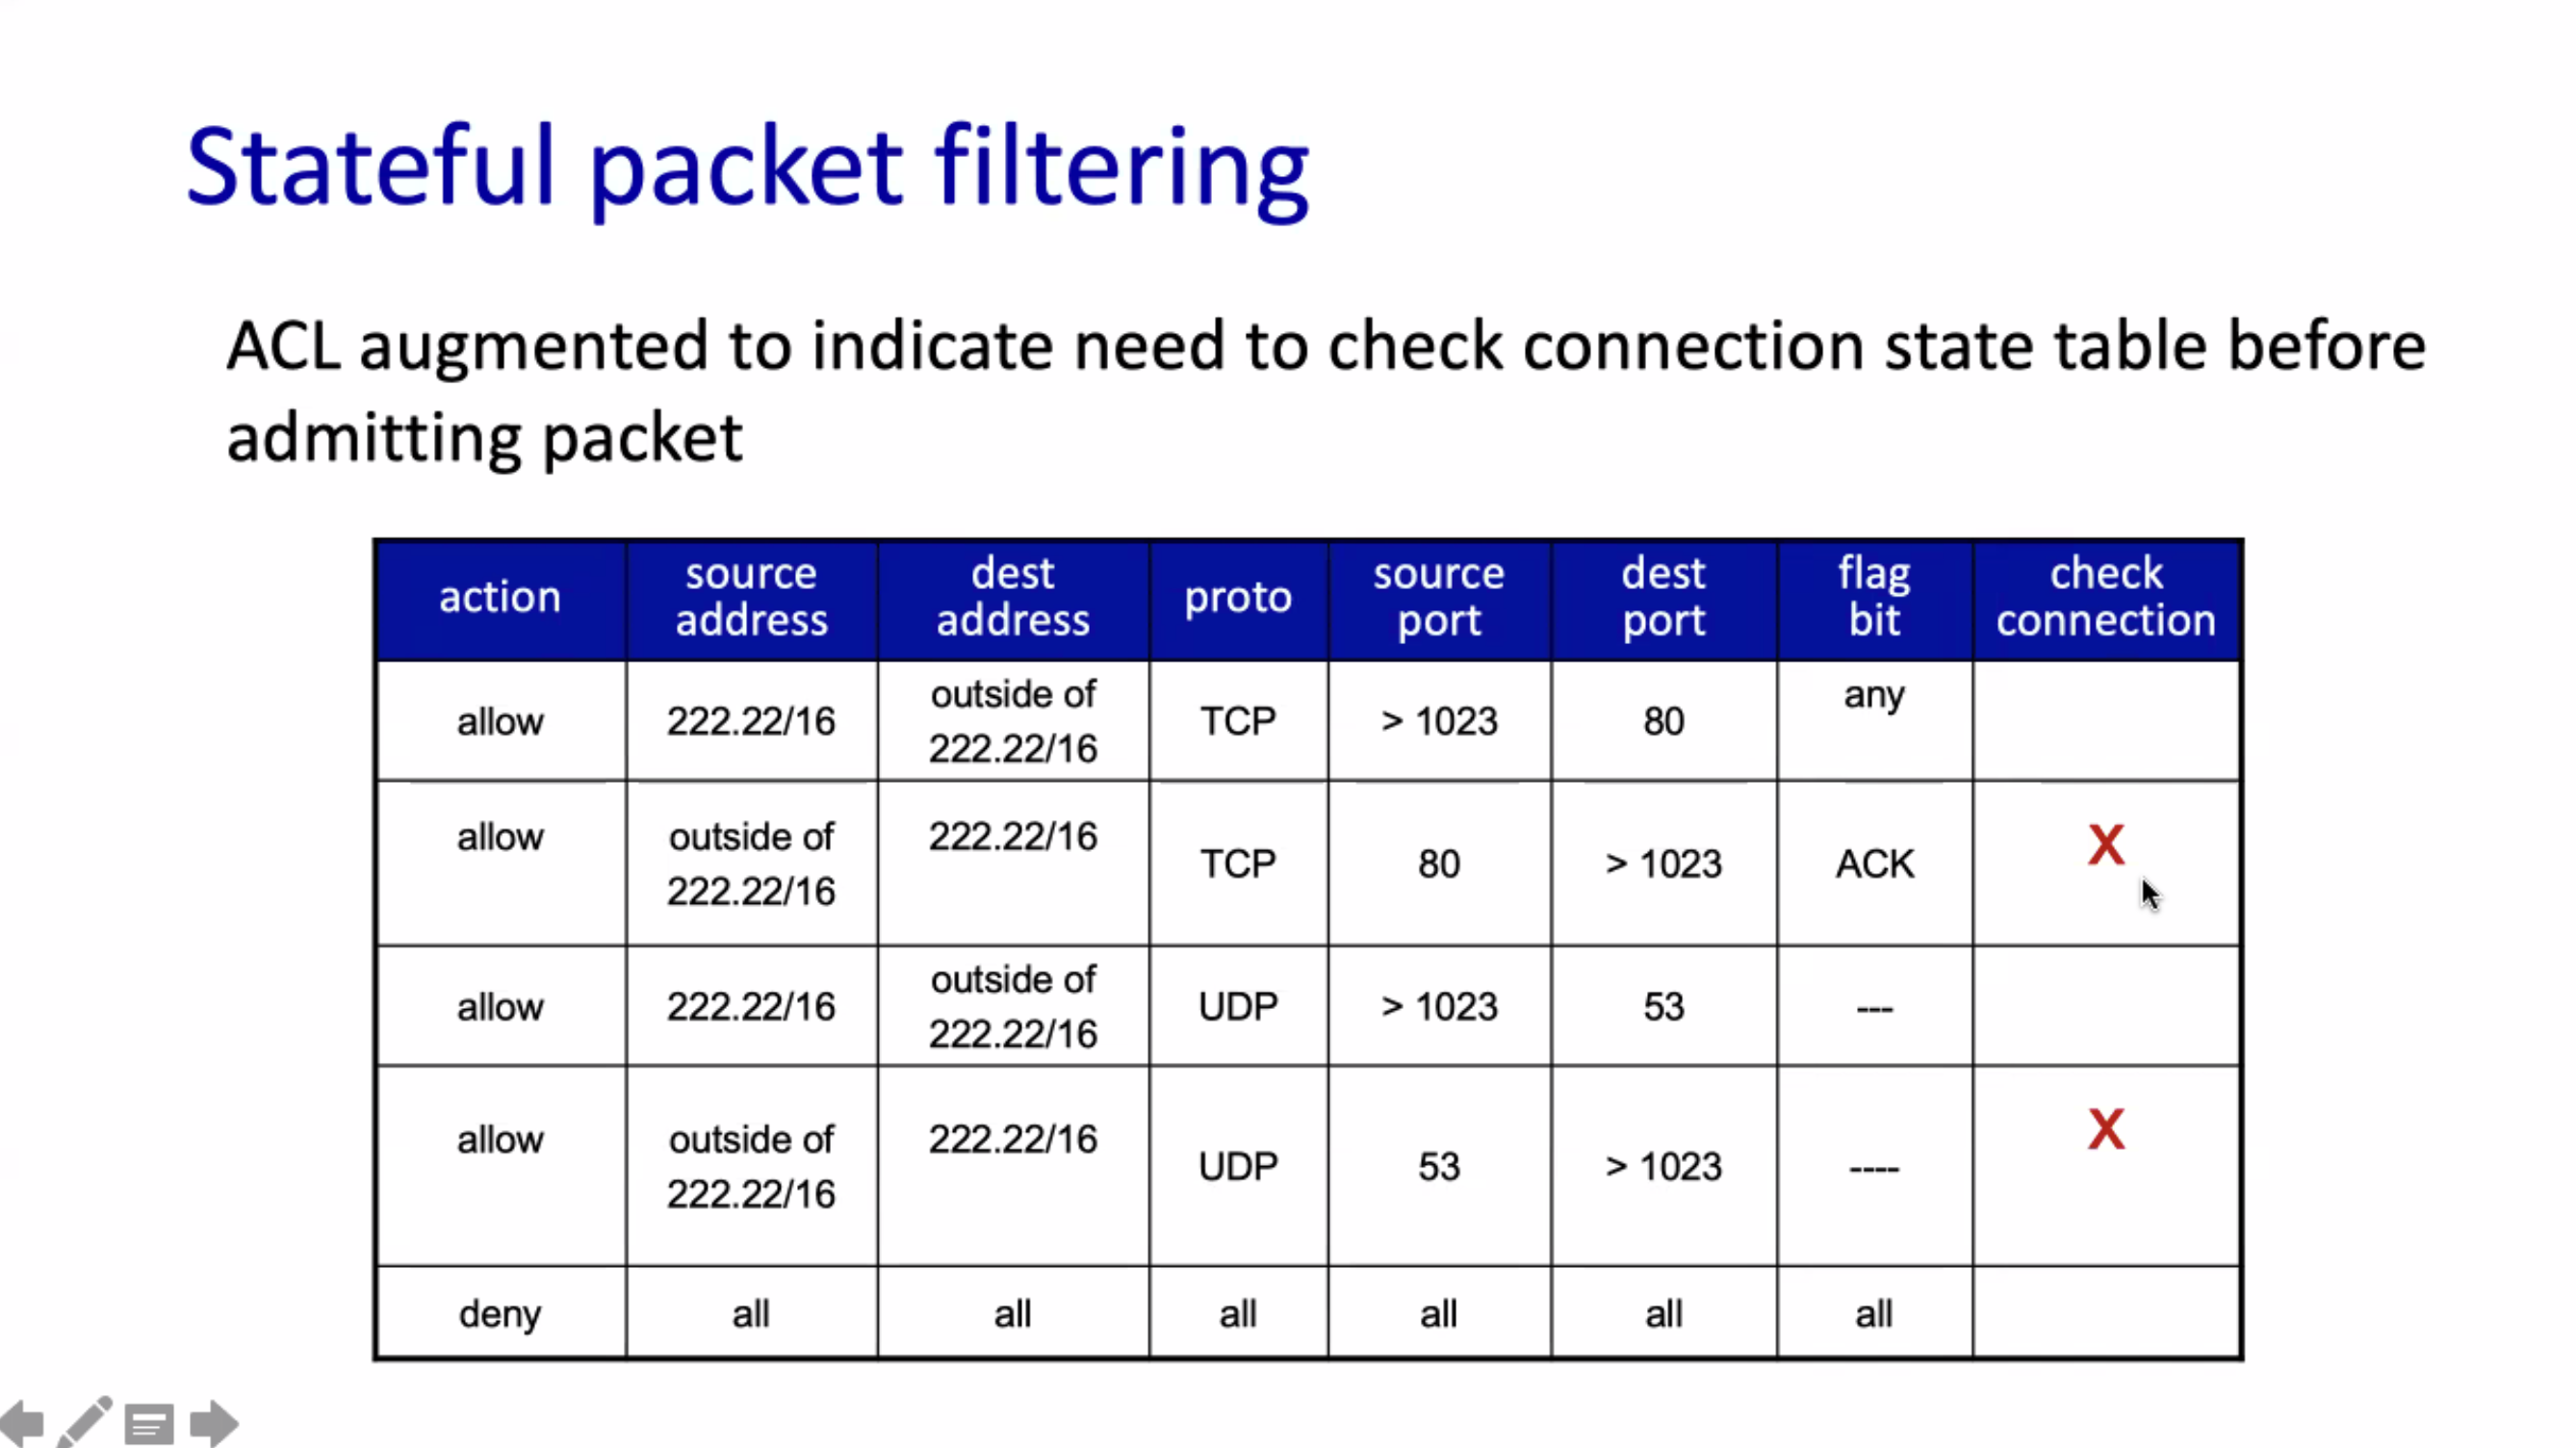 Stateful packet filtering
ACL augmented to indicate need to check connection state table before
admitting packet
action
source
address
dest
address
proto
source
port
dest
port
flag
bit
check
connection
allow
222.22/16
outside of
222.22/16
TCP
> 1023
80
any
allow
outside of
222.22/16
222.22/16
TCP
80
> 1023
ACK
X
allow
222.22/16
outside of
222.22/16
UDP
> 1023
53
---
allow
outside of
222.22/16
222.22/16
UDP
53
> 1023
----
X
deny
all
all
all
all
all
all